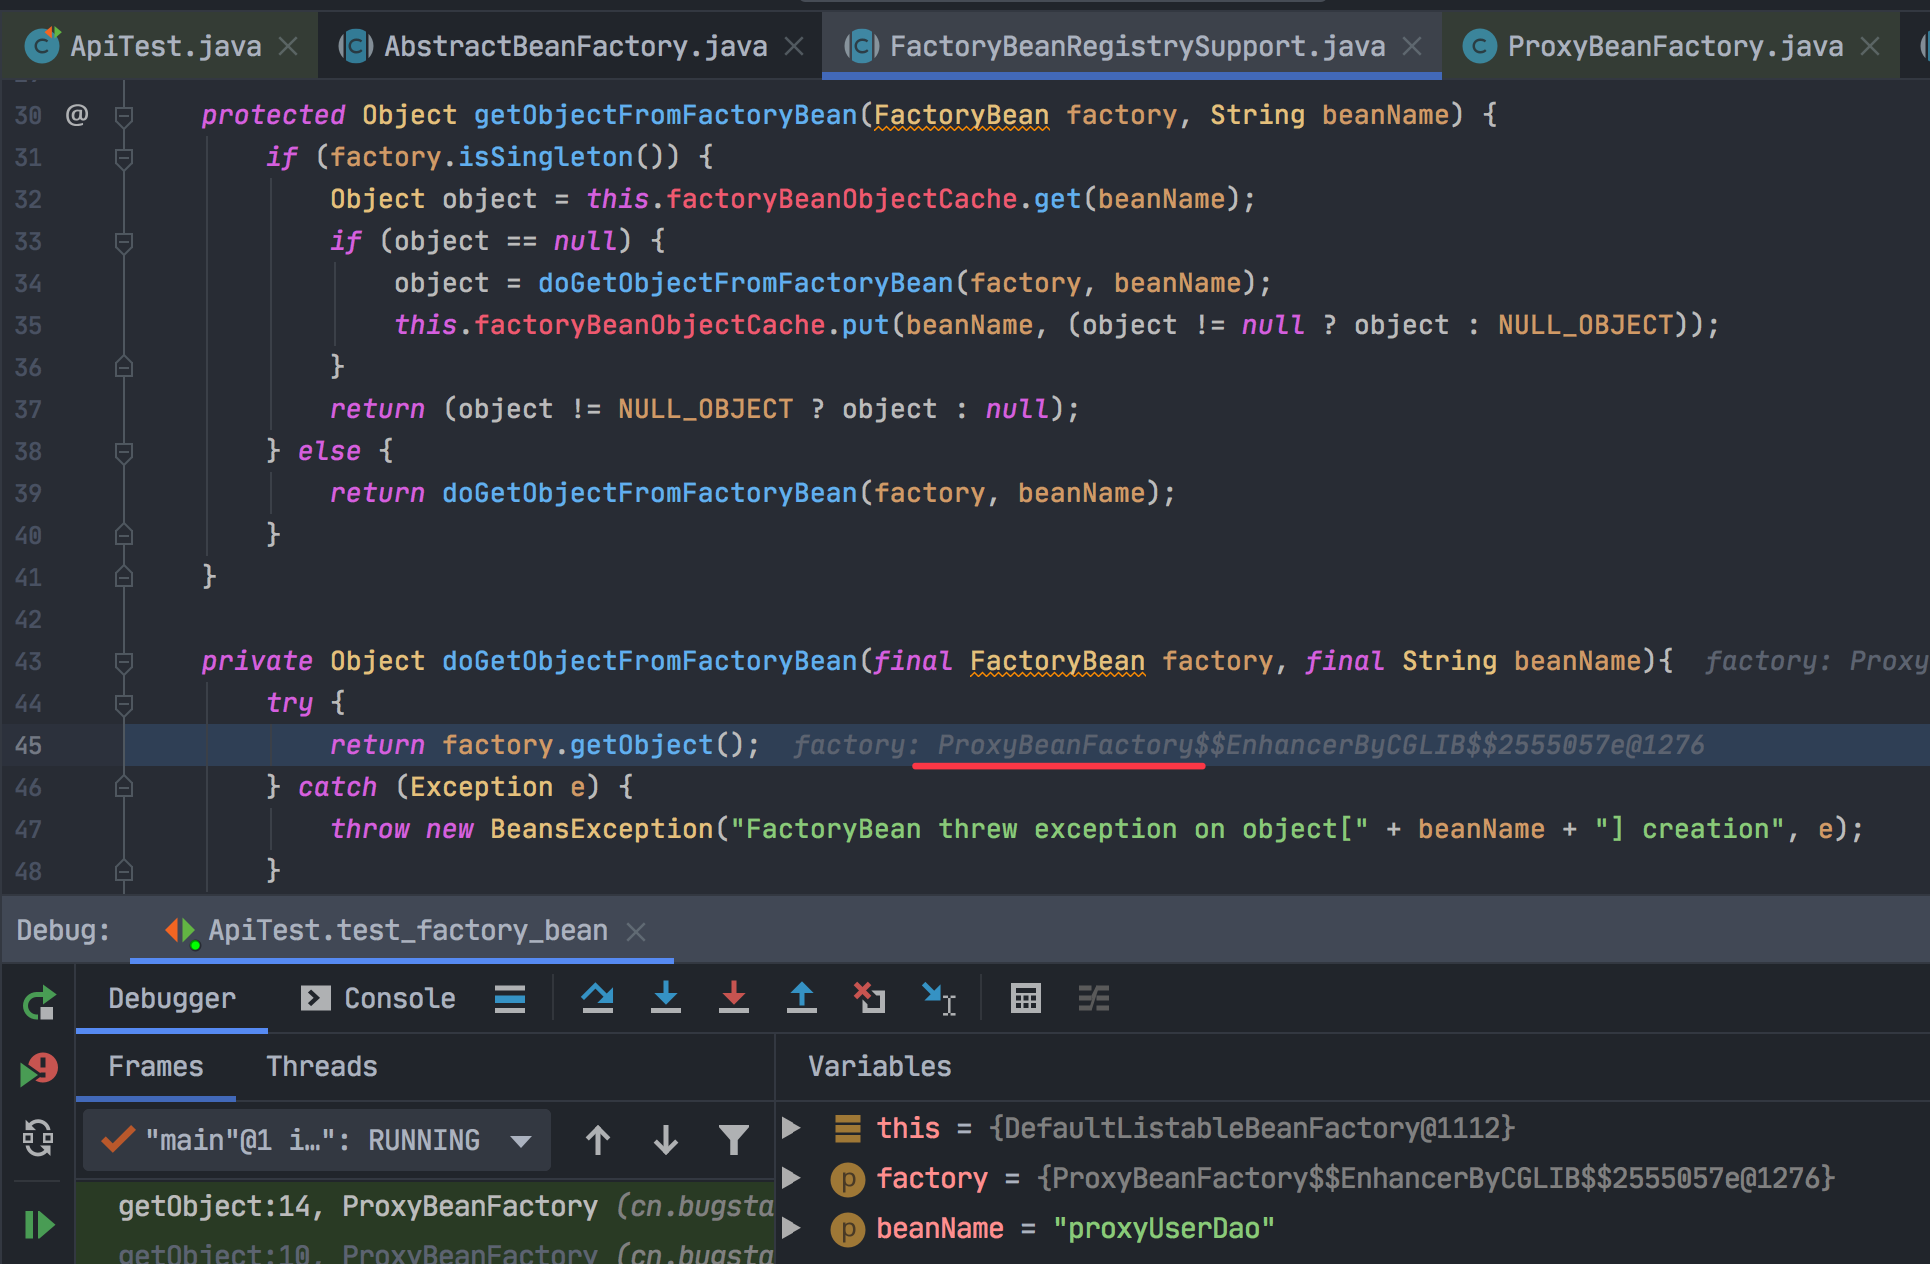 ApiTest.java AbstractBeanFactory.java FactoryBeanRegistrySupport.java ProxyBeanFactory.java
30 @ protected Object getObjectFromFactoryBean(FactoryBean factory, String beanName) {
31 if (factory.isSingleton()) {
32 Object object = this.factoryBeanObjectCache.get(beanName);
33 if (object == null) {
34 object = doGetObjectFromFactoryBean(factory, beanName);
35 this.factoryBeanObjectCache.put(beanName, (object != null ? object : NULL_OBJECT));
36 }
37 return (object != NULL_OBJECT ? object : null);
38 } else {
39 return doGetObjectFromFactoryBean(factory, beanName);
40 }
41 }
42
43 private Object doGetObjectFromFactoryBean(final FactoryBean factory, final String beanName){ factory: Proxy
44 try {
45 return factory.getObject(); factory: ProxyBeanFactory$$EnhancerByCGLIB$$2555057e@1276
46 } catch (Exception e) {
47 throw new BeansException("FactoryBean threw exception on object[" + beanName + "] creation", e);
48 }
Debug: ApiTest.test_factory_bean
Debugger Console
Frames Threads Variables
"main"@1 i…": RUNNING
this = {DefaultListableBeanFactory@1112}
factory = {ProxyBeanFactory$$EnhancerByCGLIB$$2555057e@1276}
beanName = "proxyUserDao"
getObject:14, ProxyBeanFactory (cn.bugsta
getObject:10, ProxyBeanFactory (cn.bugsta